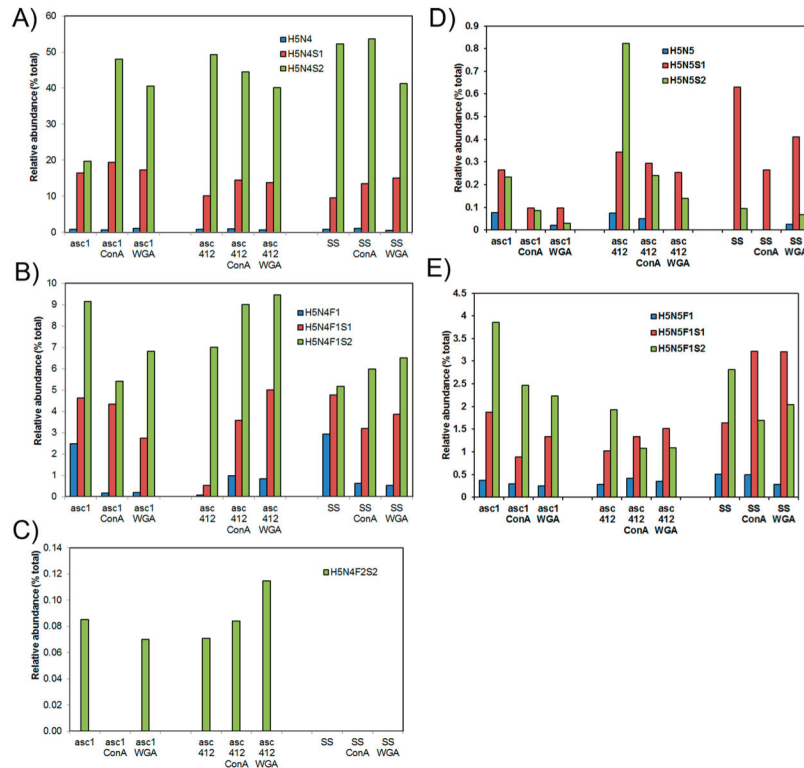 A)
Relative abundance (% total)
60
50
40
30
20
10
0
H5N4
H5N4S1
H5N4S2
asc1
asc1 ConA
asc1 WGA
asc 412
asc 412 ConA
asc 412 WGA
SS
SS ConA
SS WGA
B)
Relative abundance (% total)
10
9
8
7
6
5
4
3
2
1
0
H5N4F1
H5N4F1S1
H5N4F1S2
asc1
asc1 ConA
asc1 WGA
asc 412
asc 412 ConA
asc 412 WGA
SS
SS ConA
SS WGA
C)
Relative abundance (% total)
0.14
0.12
0.10
0.08
0.06
0.04
0.02
0.00
H5N4F2S2
asc1
asc1 ConA
asc1 WGA
asc 412
asc 412 ConA
asc 412 WGA
SS
SS ConA
SS WGA
D)
Relative abundance (% total)
0.9
0.8
0.7
0.6
0.5
0.4
0.3
0.2
0.1
0
H5N5
H5N5S1
H5N5S2
asc1
asc1 ConA
asc1 WGA
asc 412
asc 412 ConA
asc 412 WGA
SS
SS ConA
SS WGA
E)
Relative abundance (% total)
4.5
4
3.5
3
2.5
2
1.5
1
0.5
0
H5N5F1
H5N5F1S1
H5N5F1S2
asc1
asc1 ConA
asc1 WGA
asc 412
asc 412 ConA
asc 412 WGA
SS
SS ConA
SS WGA